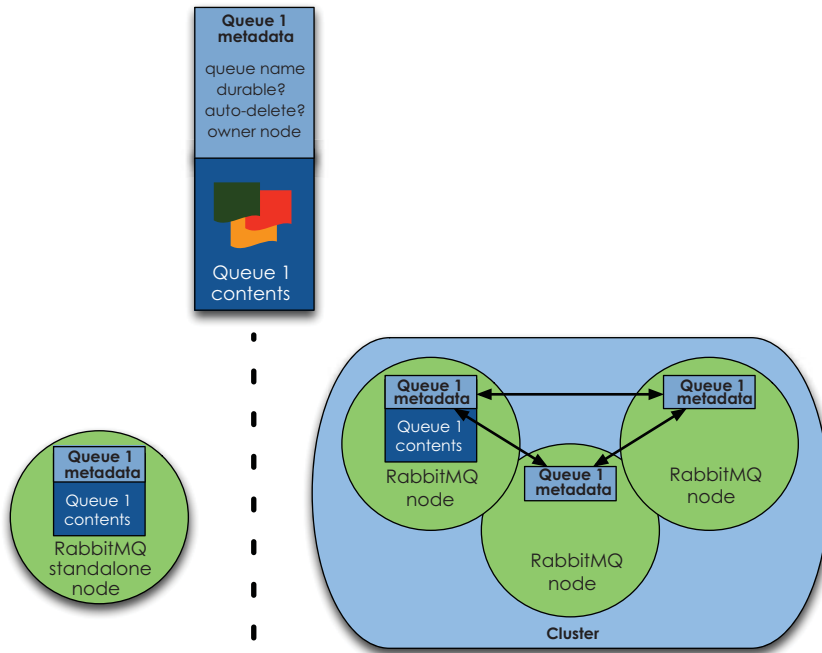 Queue 1
metadata
queue name
durable?
auto-delete?
owner node
Queue 1
contents
Queue 1
metadata
Queue 1
contents
RabbitMQ
standalone
node
Queue 1
metadata
Queue 1
contents
RabbitMQ
node
Queue 1
metadata
RabbitMQ
node
Queue 1
metadata
RabbitMQ
node
Cluster